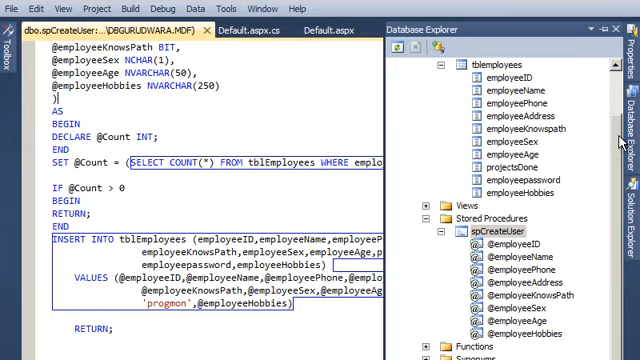 File Edit View Project Build Debug Data Tools Window Help
Toolbox
dbo.spCreateUser:...\DBGURUDWARA.MDF)
Default.aspx.cs
Default.aspx
@employeeKnowsPath BIT,
@employeeSex NCHAR(1),
@employeeAge NVARCHAR(50),
@employeeHobbies NVARCHAR(250)
)
AS
BEGIN
DECLARE @Count INT;
END
SET @Count = (SELECT COUNT(*) FROM tblEmployees WHERE emplo
IF @Count > 0
BEGIN
RETURN;
END
INSERT INTO tblEmployees (employeeID,employeeName,employeeP
employeeKnowsPath,employeeSex,employeeAge,
employeepassword,employeeHobbies)
VALUES (@employeeID,@employeeName,@employeePhone,@employ
@employeeKnowsPath,@employeeSex,@employeeAg
'progmon',@employeeHobbies)
RETURN;
Database Explorer
tblemployees
employeeID
employeeName
employeePhone
employeeAddress
employeeKnowspath
employeeSex
employeeAge
projectsDone
employeepassword
employeeHobbies
Views
Stored Procedures
spCreateUser
@employeeID
@employeeName
@employeePhone
@employeeAddress
@employeeKnowsPath
@employeeSex
@employeeAge
@employeeHobbies
Functions
Synonyms
Properties
Database Explorer
Solution Explorer